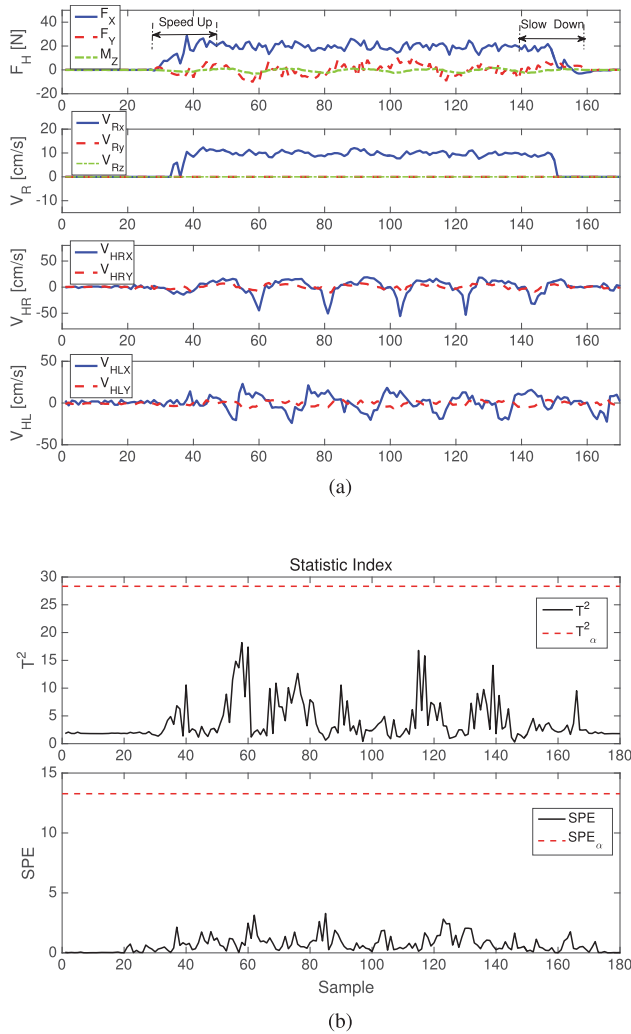 Speed Up
Slow Down
F_X
F_Y
M_Z
F_H [N]
40
20
0
-20
0 20 40 60 80 100 120 140 160
V_Rx
V_Ry
V_Rz
V_R [cm/s]
20
10
0
-10
0 20 40 60 80 100 120 140 160
V_HRX
V_HRY
V_HR [cm/s]
50
0
-50
0 20 40 60 80 100 120 140 160
V_HLX
V_HLY
V_HL [cm/s]
50
0
-50
0 20 40 60 80 100 120 140 160
(a)
Statistic Index
T^2
T^2_α
T^2
30
25
20
15
10
5
0
0 20 40 60 80 100 120 140 160 180
SPE
SPE_α
SPE
15
10
5
0
0 20 40 60 80 100 120 140 160 180
Sample
(b)